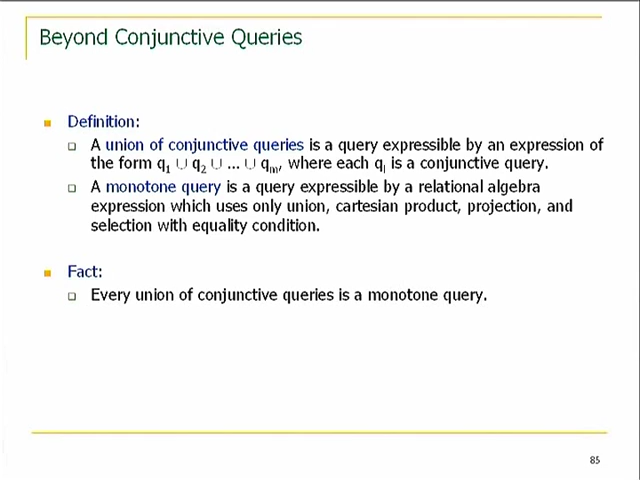 Beyond Conjunctive Queries
Definition:
A union of conjunctive queries is a query expressible by an expression of
the form q1 ∪ q2 ∪ ... ∪ qm, where each qi is a conjunctive query.
A monotone query is a query expressible by a relational algebra
expression which uses only union, cartesian product, projection, and
selection with equality condition.
Fact:
Every union of conjunctive queries is a monotone query.
85